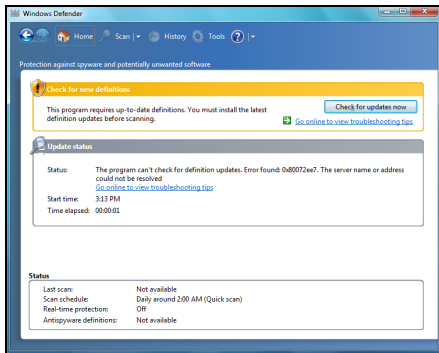 Windows Defender
Home Scan History Tools
Protection against spyware and potentially unwanted software
Check for new definitions
This program requires up-to-date definitions. You must install the latest
definition updates before scanning.
Check for updates now
Go online to view troubleshooting tips
Update status
Status: The program can't check for definition updates. Error found: 0x80072ee7. The server name or address
could not be resolved
Go online to view troubleshooting tips
Start time: 3:13 PM
Time elapsed: 00:00:01
Status
Last scan: Not available
Scan schedule: Daily around 2:00 AM (Quick scan)
Real-time protection: Off
Antispyware definitions: Not available